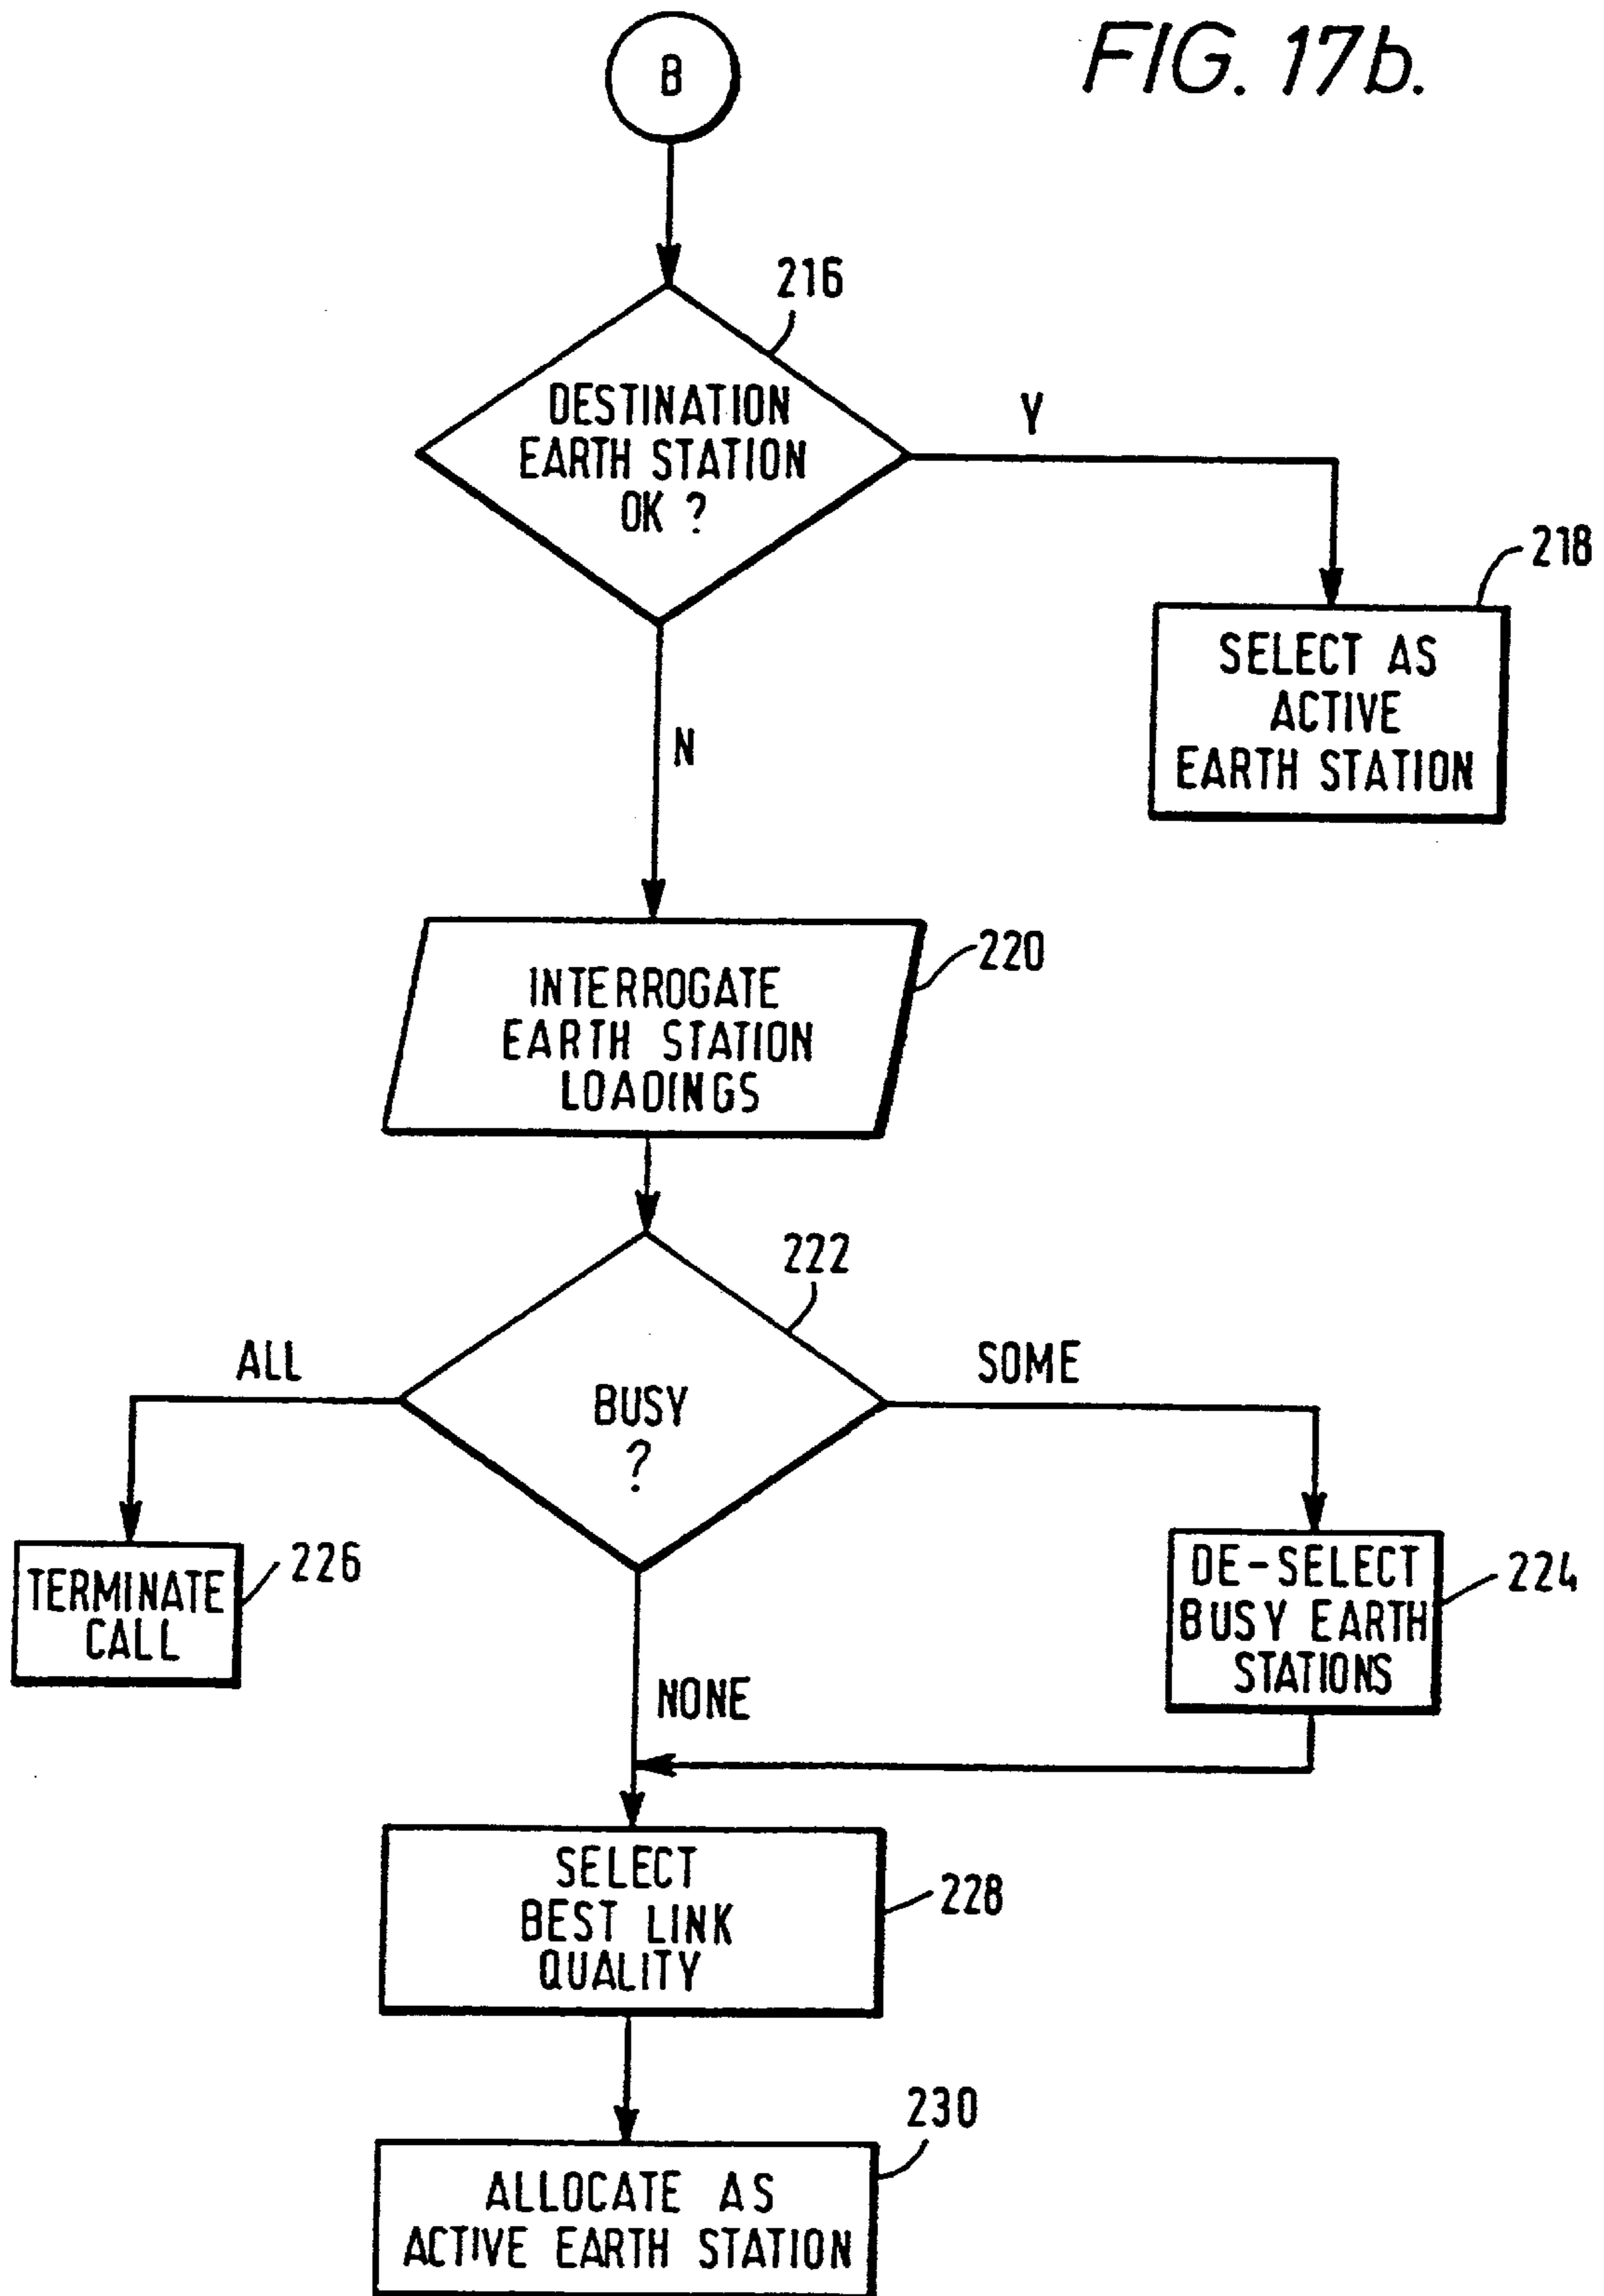 FIG. 17b.
B
216
DESTINATION
EARTH STATION
OK ?
Y
218
SELECT AS
ACTIVE
EARTH STATION
N
220
INTERROGATE
EARTH STATION
LOADINGS
222
ALL
SOME
BUSY
?
226
TERMINATE
CALL
224
DE-SELECT
BUSY EARTH
STATIONS
NONE
228
SELECT
BEST LINK
QUALITY
230
ALLOCATE AS
ACTIVE EARTH STATION